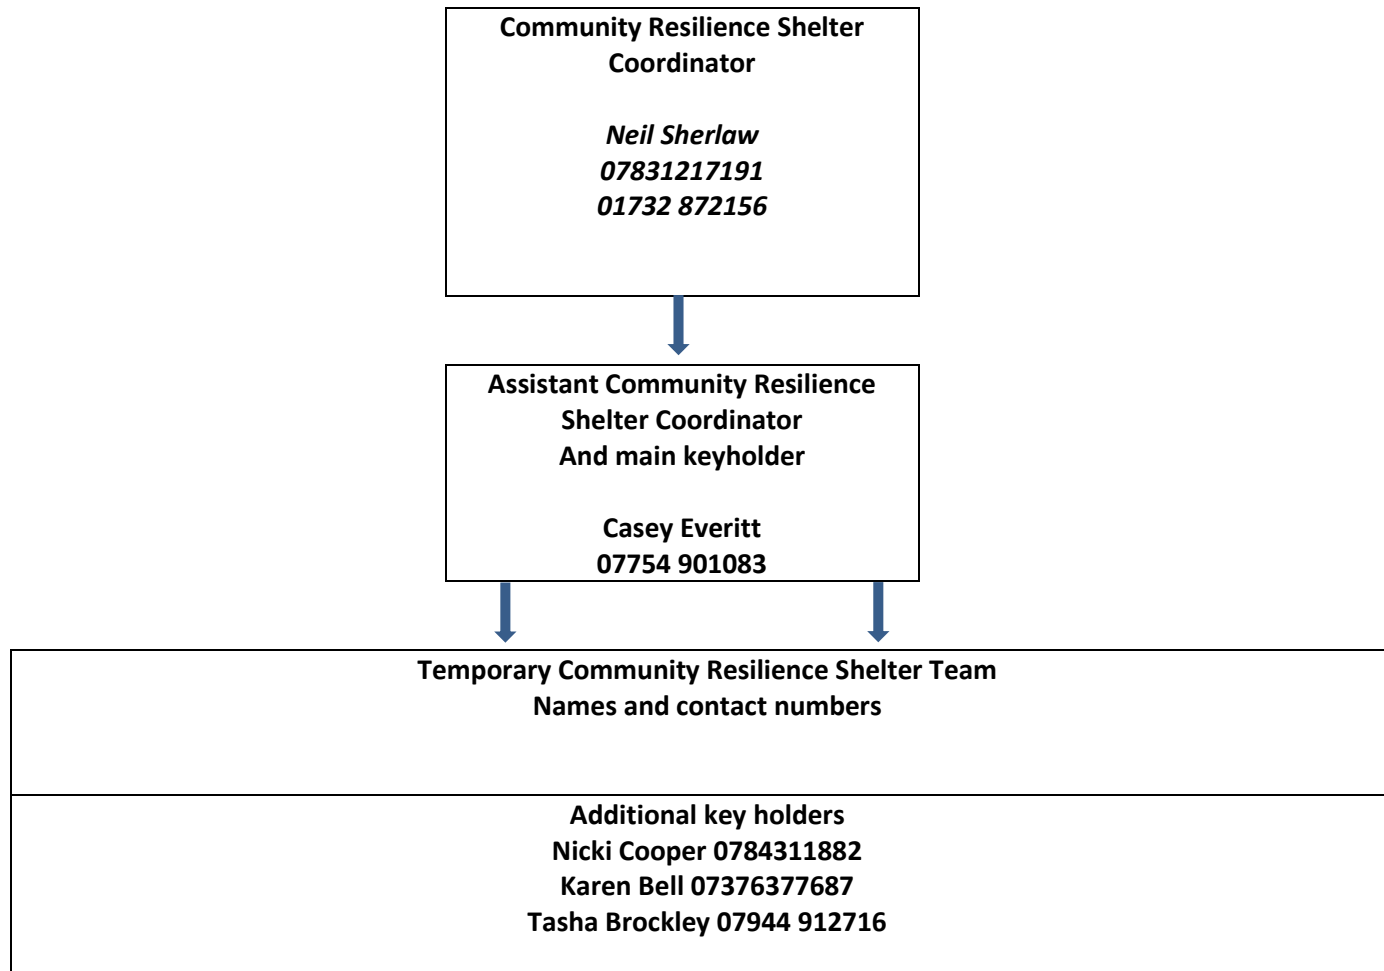 Community Resilience Shelter
Coordinator
Neil Sherlaw
07831217191
01732 872156
Assistant Community Resilience
Shelter Coordinator
And main keyholder
Casey Everitt
07754 901083
Temporary Community Resilience Shelter Team
Names and contact numbers
Additional key holders
Nicki Cooper 0784311882
Karen Bell 07376377687
Tasha Brockley 07944 912716